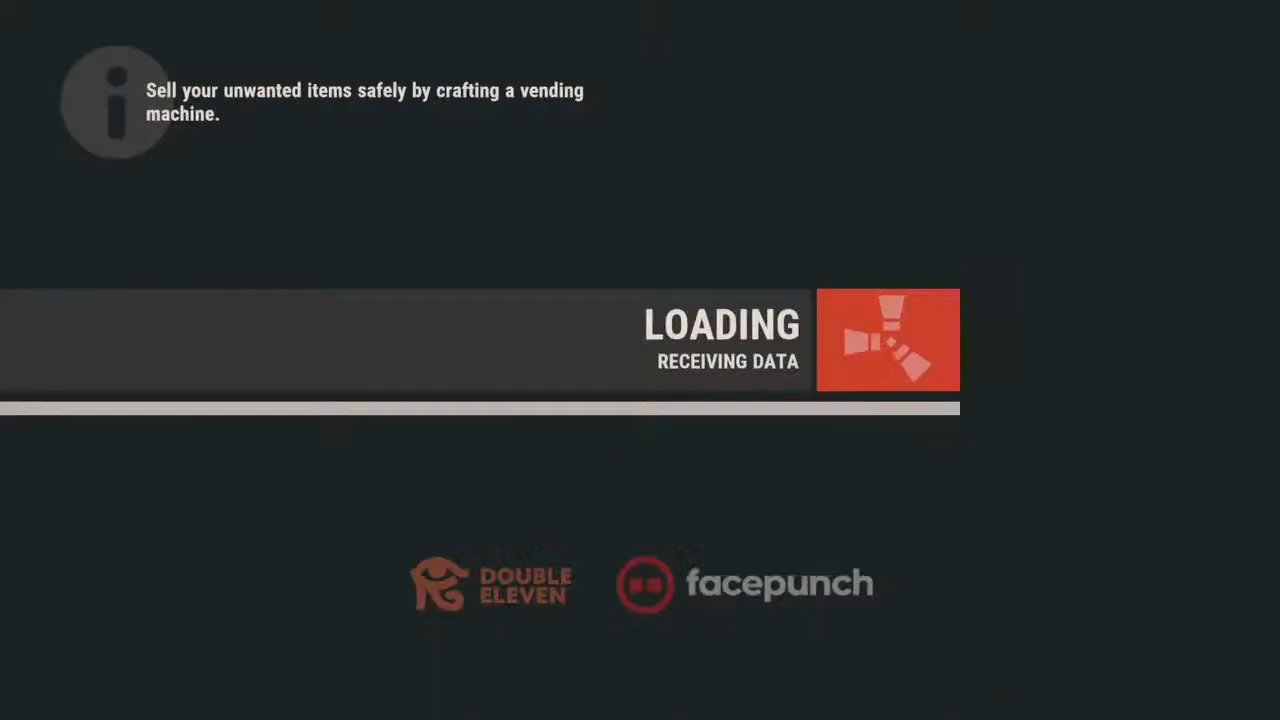 Sell your unwanted items safely by crafting a vending
machine.
LOADING
RECEIVING DATA
DOUBLE
ELEVEN
facepunch